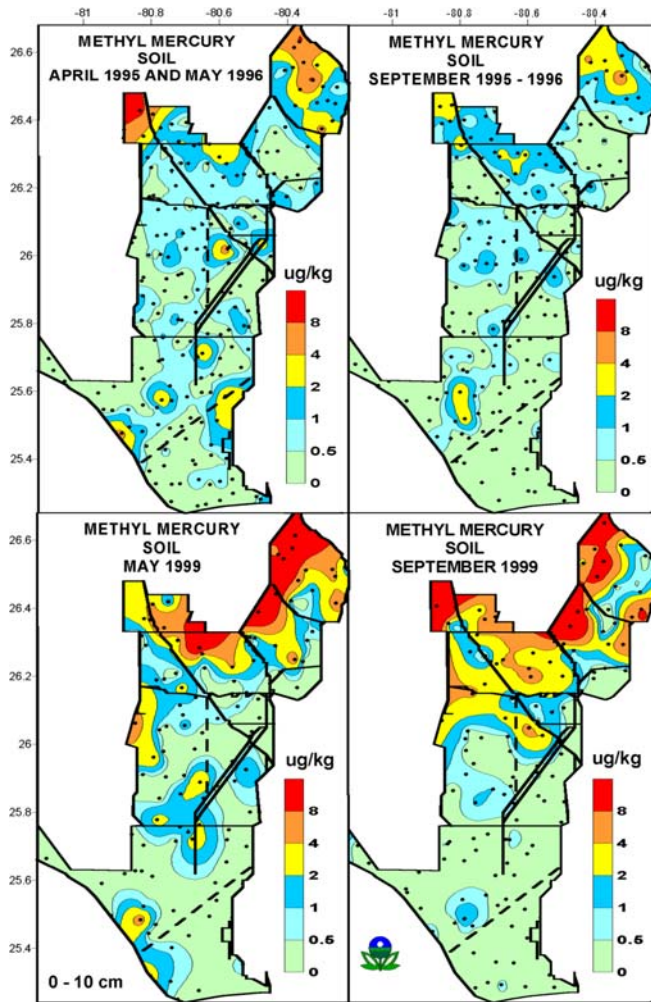 -81 -80.8 -80.6 -80.4
-81 -80.8 -80.6 -80.4
METHYL MERCURY
SOIL
APRIL 1995 AND MAY 1996
26.6
26.4
26.2
26
25.8
25.6
25.4
ug/kg
8
4
2
1
0.5
0
METHYL MERCURY
SOIL
SEPTEMBER 1995 - 1996
ug/kg
8
4
2
1
0.5
0
METHYL MERCURY
SOIL
MAY 1999
26.6
26.4
26.2
26
25.8
25.6
25.4
ug/kg
8
4
2
1
0.5
0
0 - 10 cm
METHYL MERCURY
SOIL
SEPTEMBER 1999
ug/kg
8
4
2
1
0.5
0